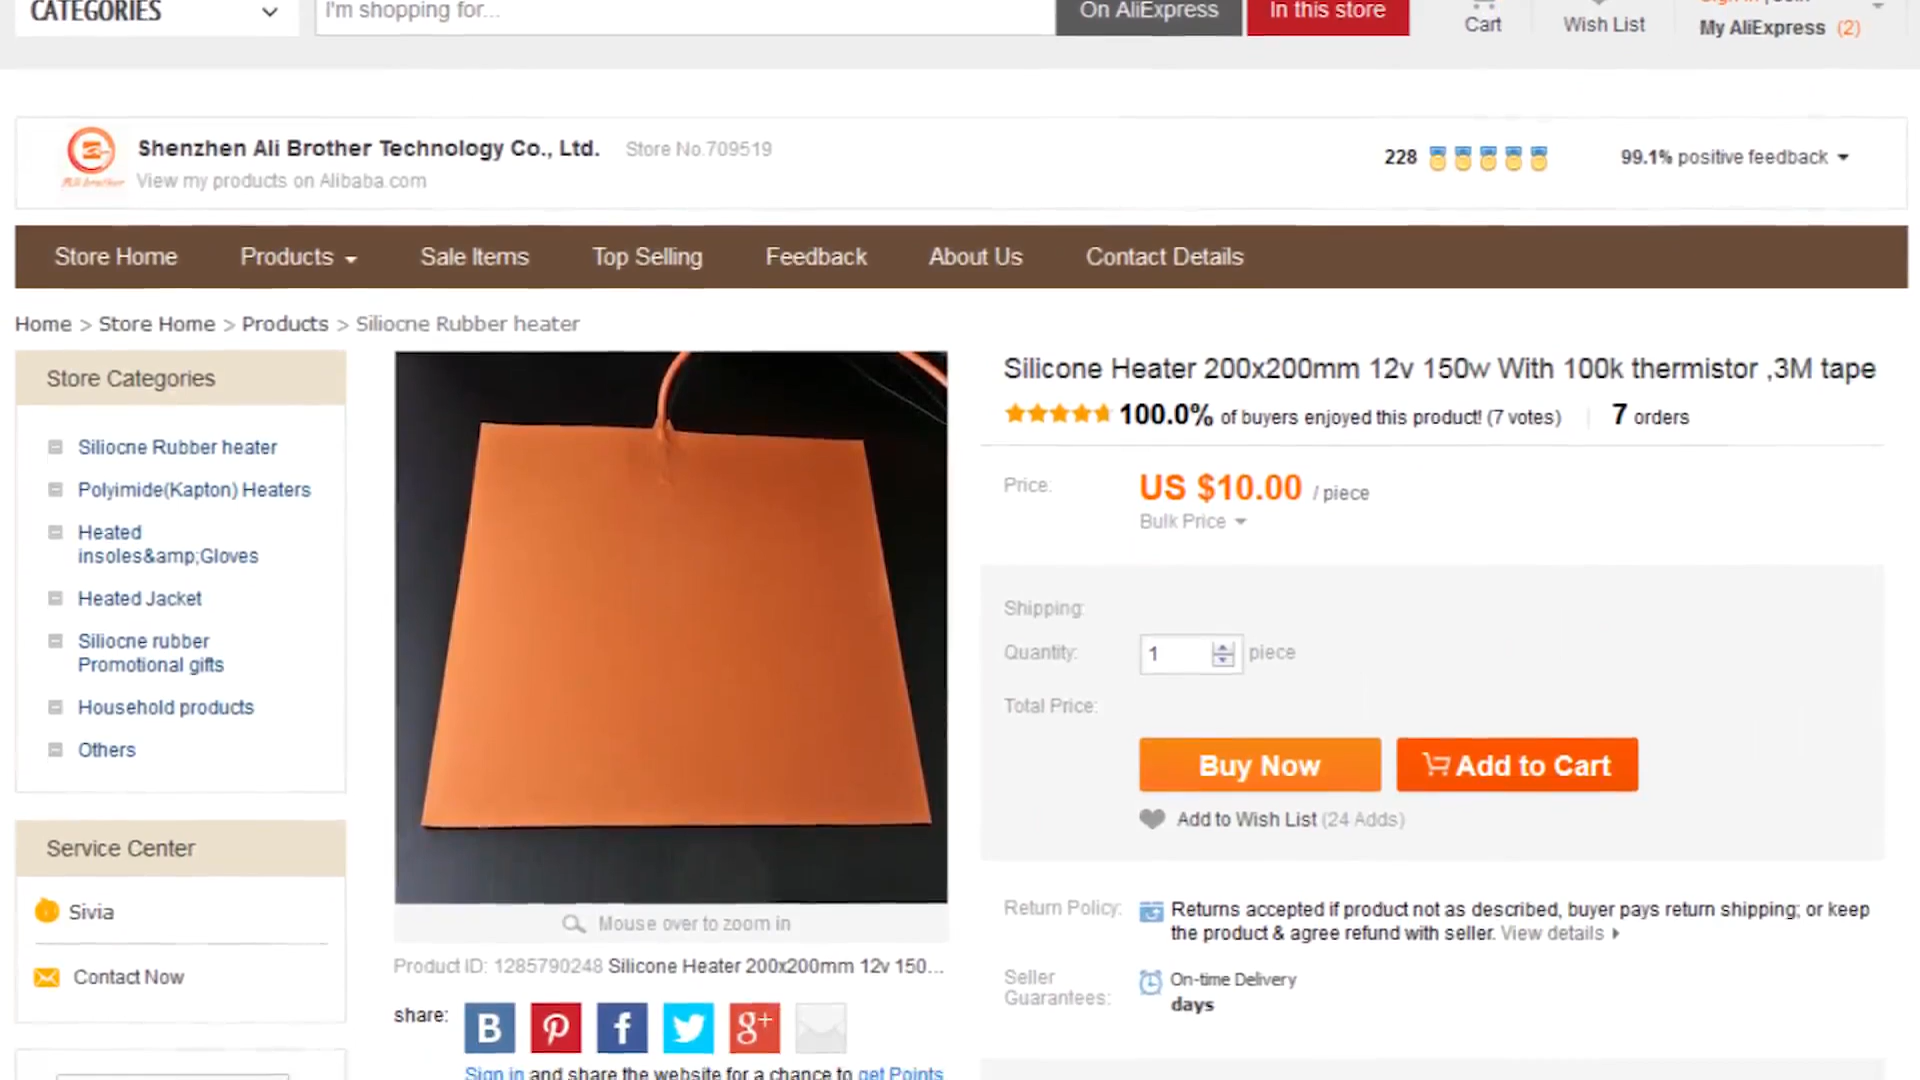 CATEGORIES
I'm shopping for...
On AliExpress
In this store
Cart
Wish List
My AliExpress (2)
Shenzhen Ali Brother Technology Co., Ltd. Store No.709519
View my products on Alibaba.com
Ali brother
228
99.1% positive feedback
Store Home
Products
Sale Items
Top Selling
Feedback
About Us
Contact Details
Home > Store Home > Products > Siliocne Rubber heater
Store Categories
Siliocne Rubber heater
Polyimide(Kapton) Heaters
Heated
insoles&amp;Gloves
Heated Jacket
Siliocne rubber
Promotional gifts
Household products
Others
Service Center
Sivia
Contact Now
Mouse over to zoom in
Product ID: 1285790248 Silicone Heater 200x200mm 12v 150...
share:
B
f
g+
Sign in and share the website for a chance to get Points
Silicone Heater 200x200mm 12v 150w With 100k thermistor ,3M tape
100.0% of buyers enjoyed this product! (7 votes)
7 orders
Price:
US $10.00 / piece
Bulk Price
Shipping:
Quantity:
1
piece
Total Price:
Buy Now
Add to Cart
Add to Wish List (24 Adds)
Return Policy:
Returns accepted if product not as described, buyer pays return shipping; or keep
the product & agree refund with seller. View details
Seller
Guarantees:
On-time Delivery
days